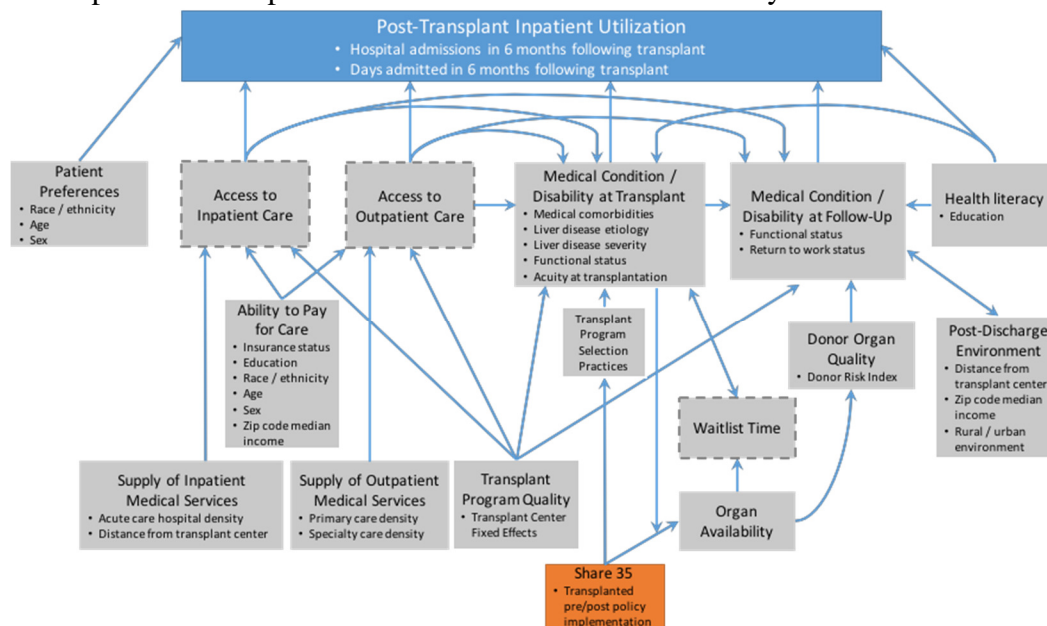 Post-Transplant Inpatient Utilization
• Hospital admissions in 6 months following transplant
• Days admitted in 6 months following transplant
Patient
Preferences
• Race / ethnicity
• Age
• Sex
Access to
Inpatient Care
Access to
Outpatient Care
Medical Condition /
Disability at Transplant
• Medical comorbidities
• Liver disease etiology
• Liver disease severity
• Functional status
• Acuity at transplantation
Medical Condition /
Disability at Follow-Up
• Functional status
• Return to work status
Health literacy
• Education
Ability to Pay
for Care
• Insurance status
• Education
• Race / ethnicity
• Age
• Sex
• Zip code median
income
Transplant
Program
Selection
Practices
Donor Organ
Quality
• Donor Risk Index
Post-Discharge
Environment
• Distance from
transplant center
• Zip code median
income
• Rural / urban
environment
Waitlist Time
Supply of Inpatient
Medical Services
• Acute care hospital density
• Distance from transplant center
Supply of Outpatient
Medical Services
• Primary care density
• Specialty care density
Transplant
Program Quality
• Transplant Center
Fixed Effects
Organ
Availability
Share 35
• Transplanted
pre/post policy
implementation